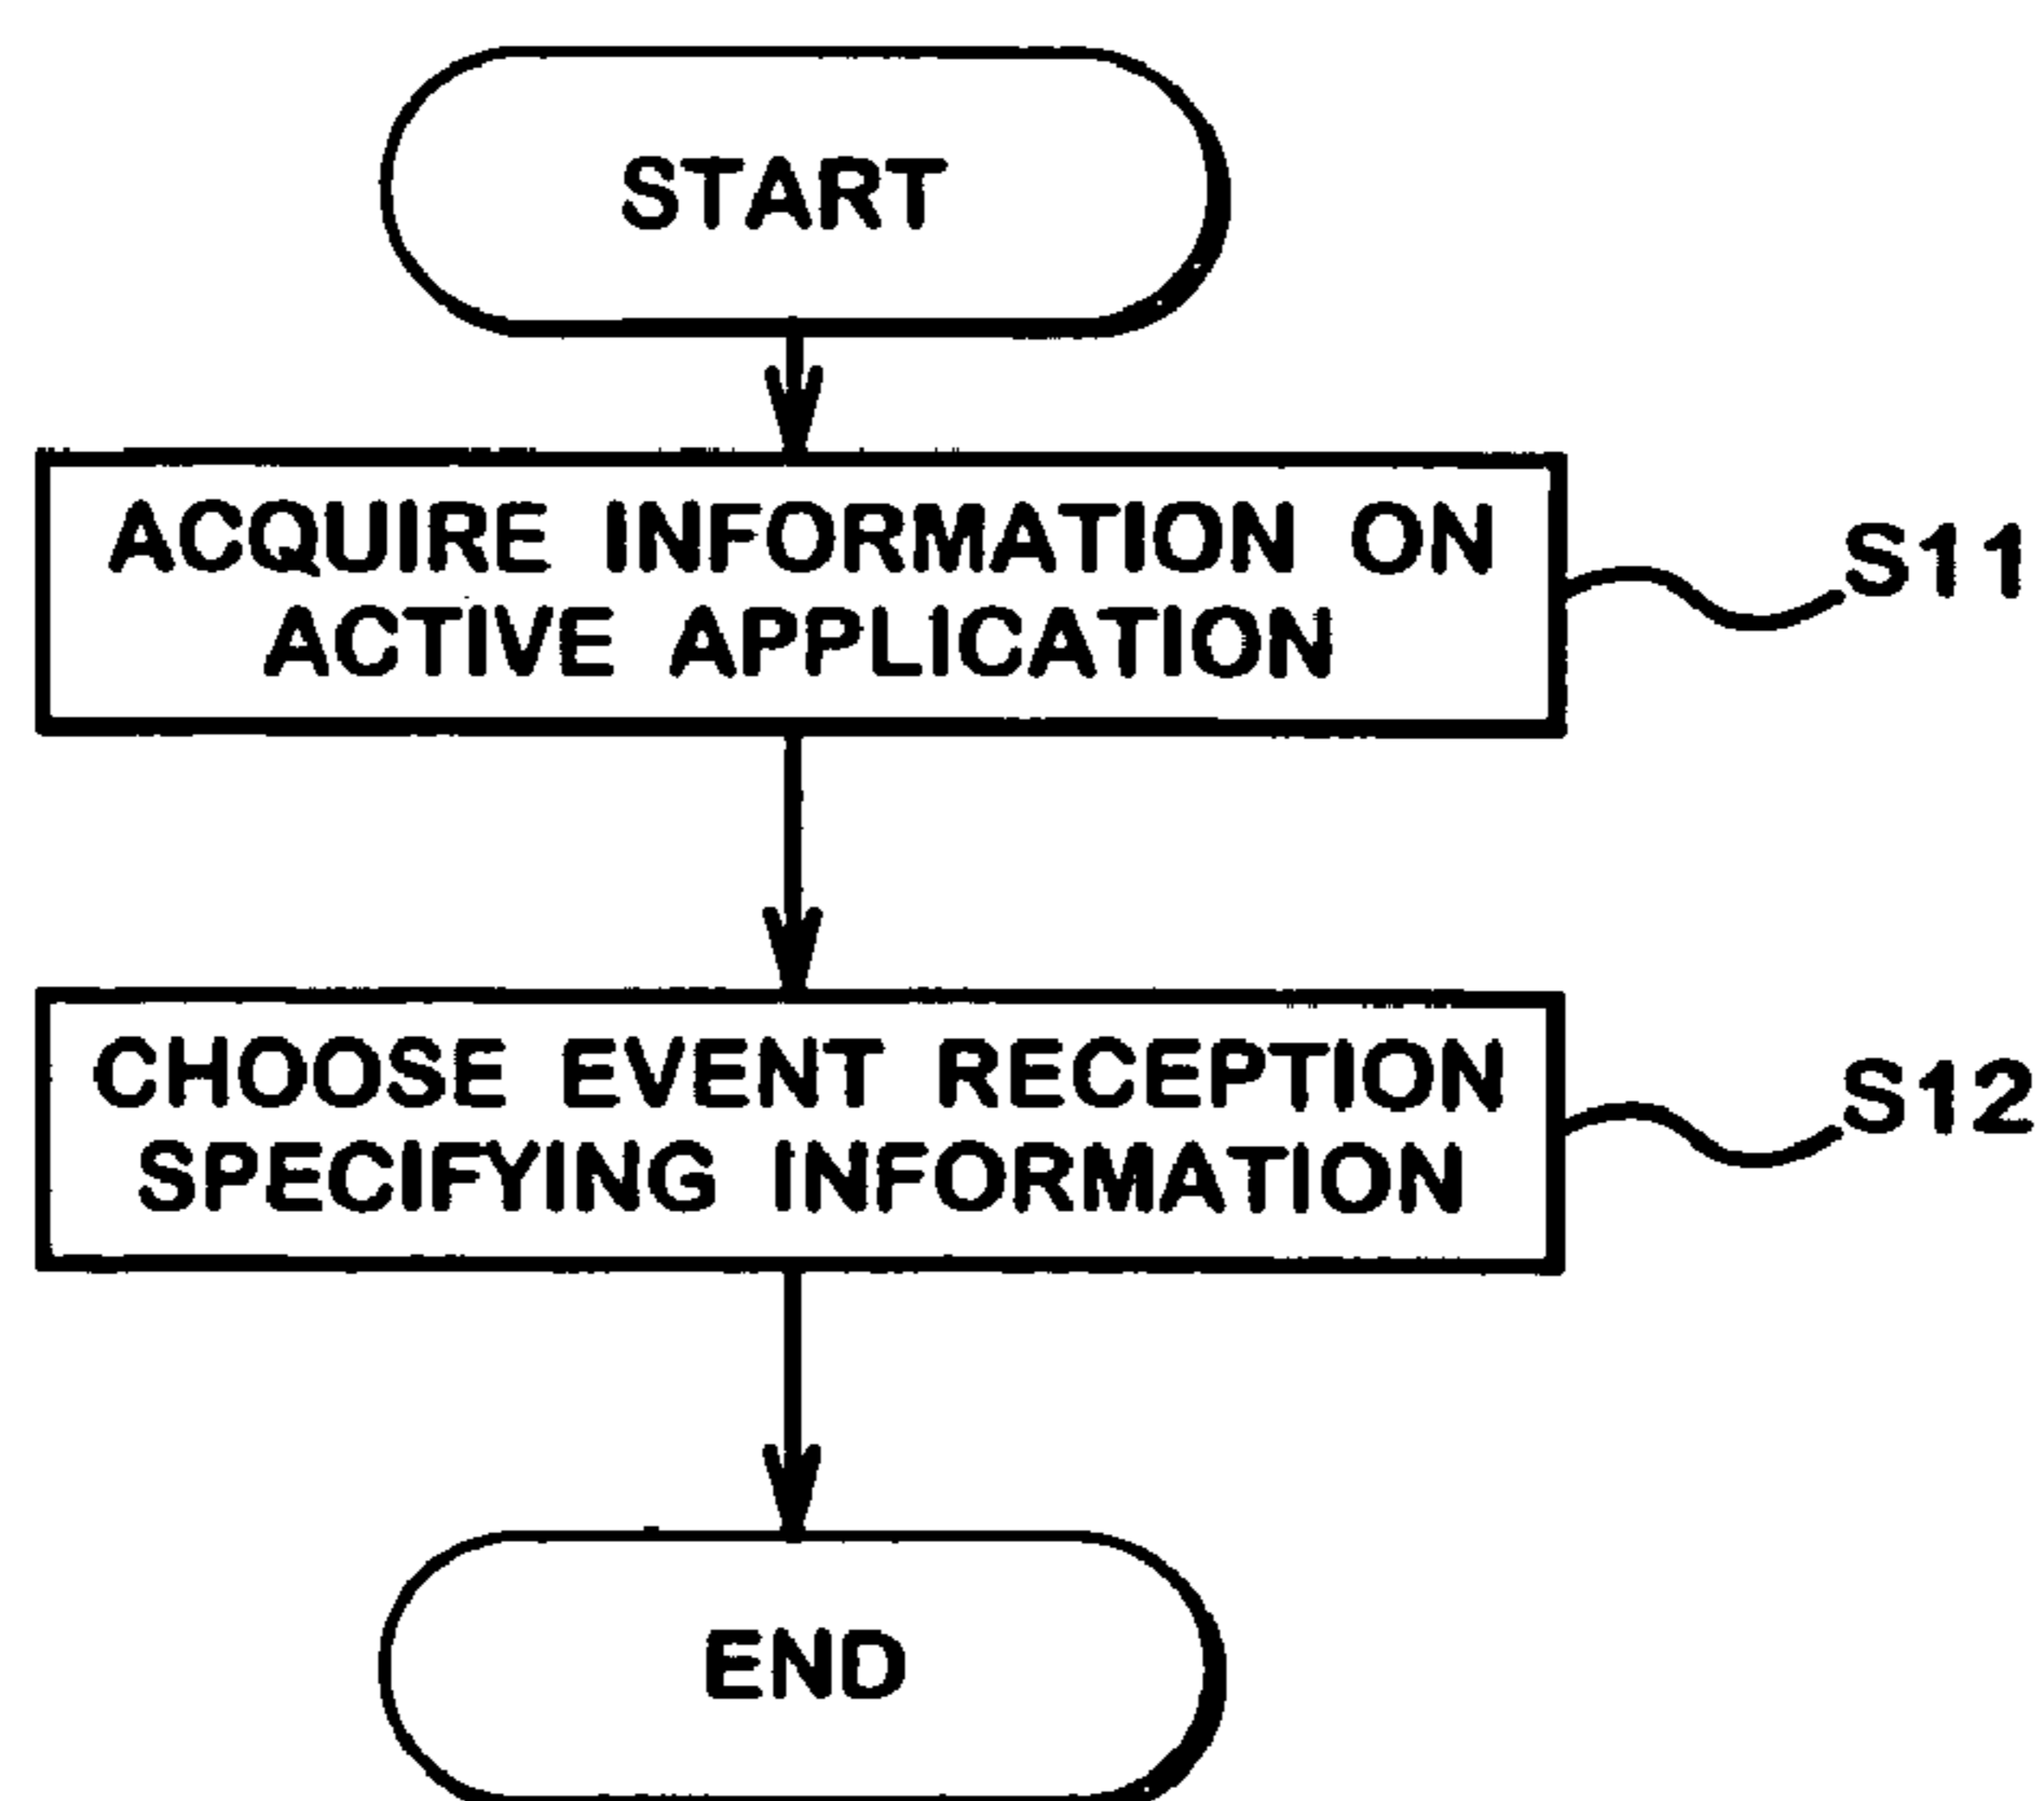 START
ACQUIRE INFORMATION ON
ACTIVE APPLICATION
S11
CHOOSE EVENT RECEPTION
SPECIFYING INFORMATION
S12
END